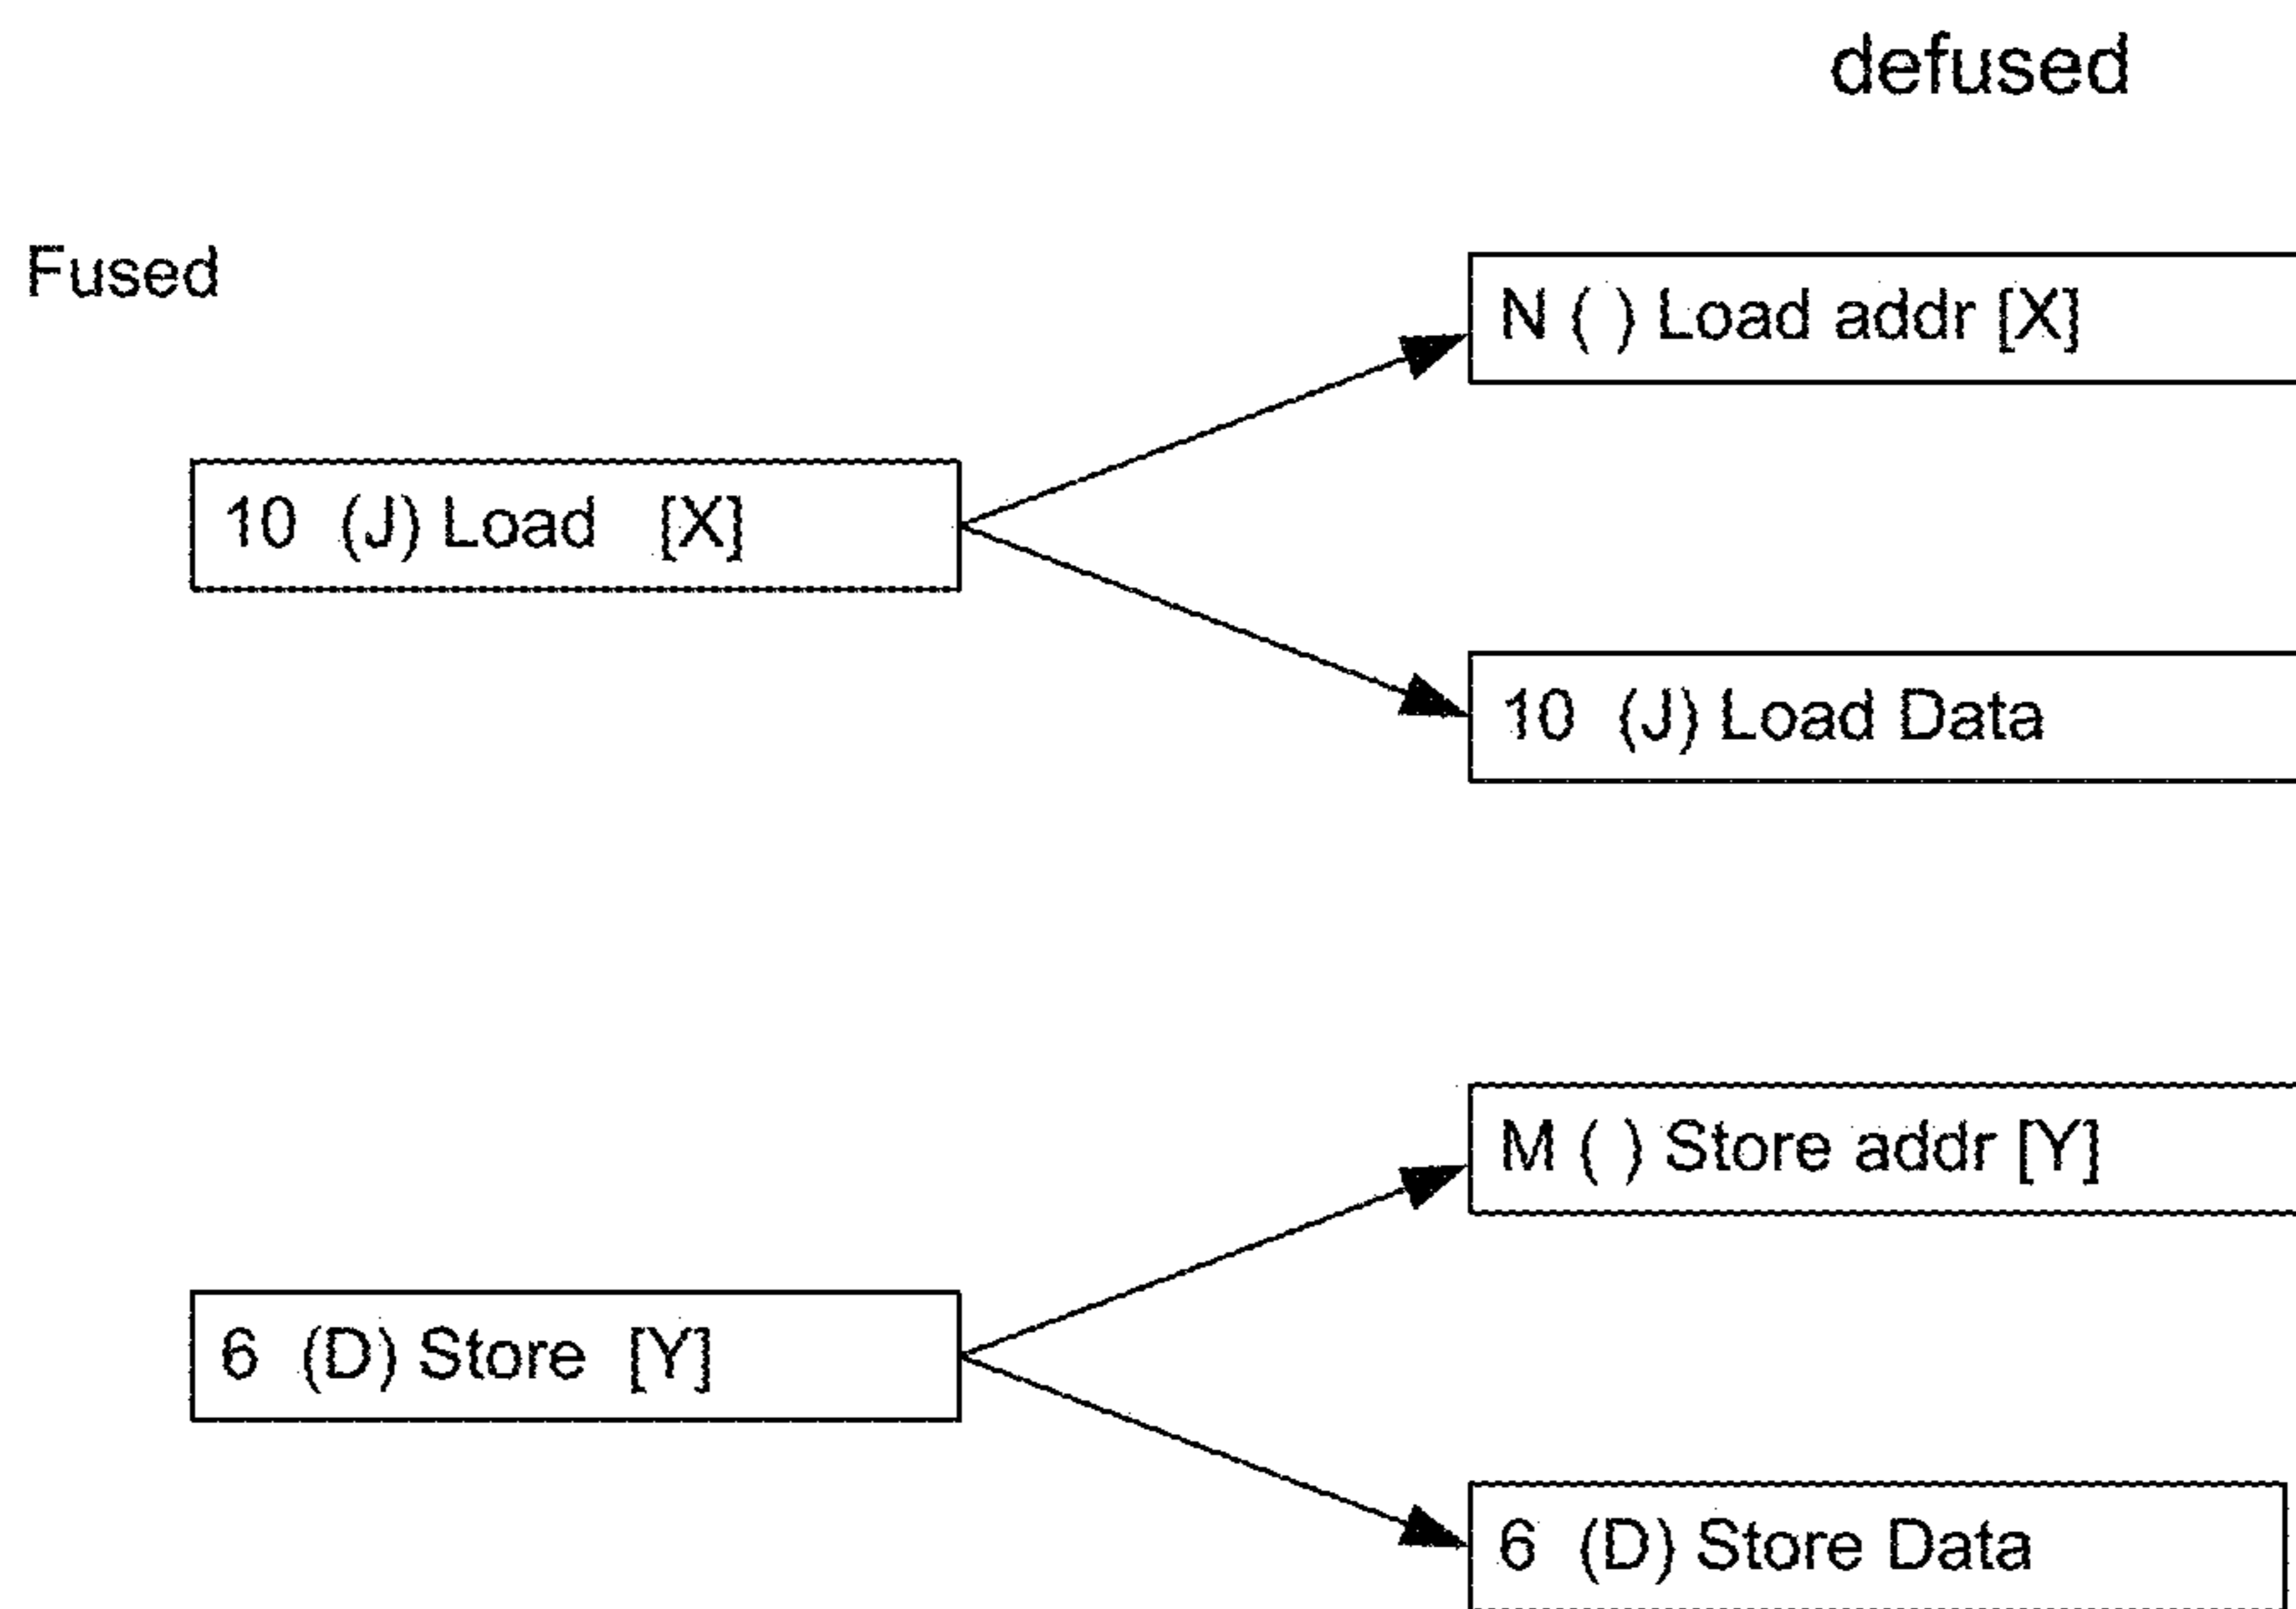 defused
Fused
N ( ) Load addr [X]
10 (J) Load [X]
10 (J) Load Data
M ( ) Store addr [Y]
6 (D) Store [Y]
6 (D) Store Data